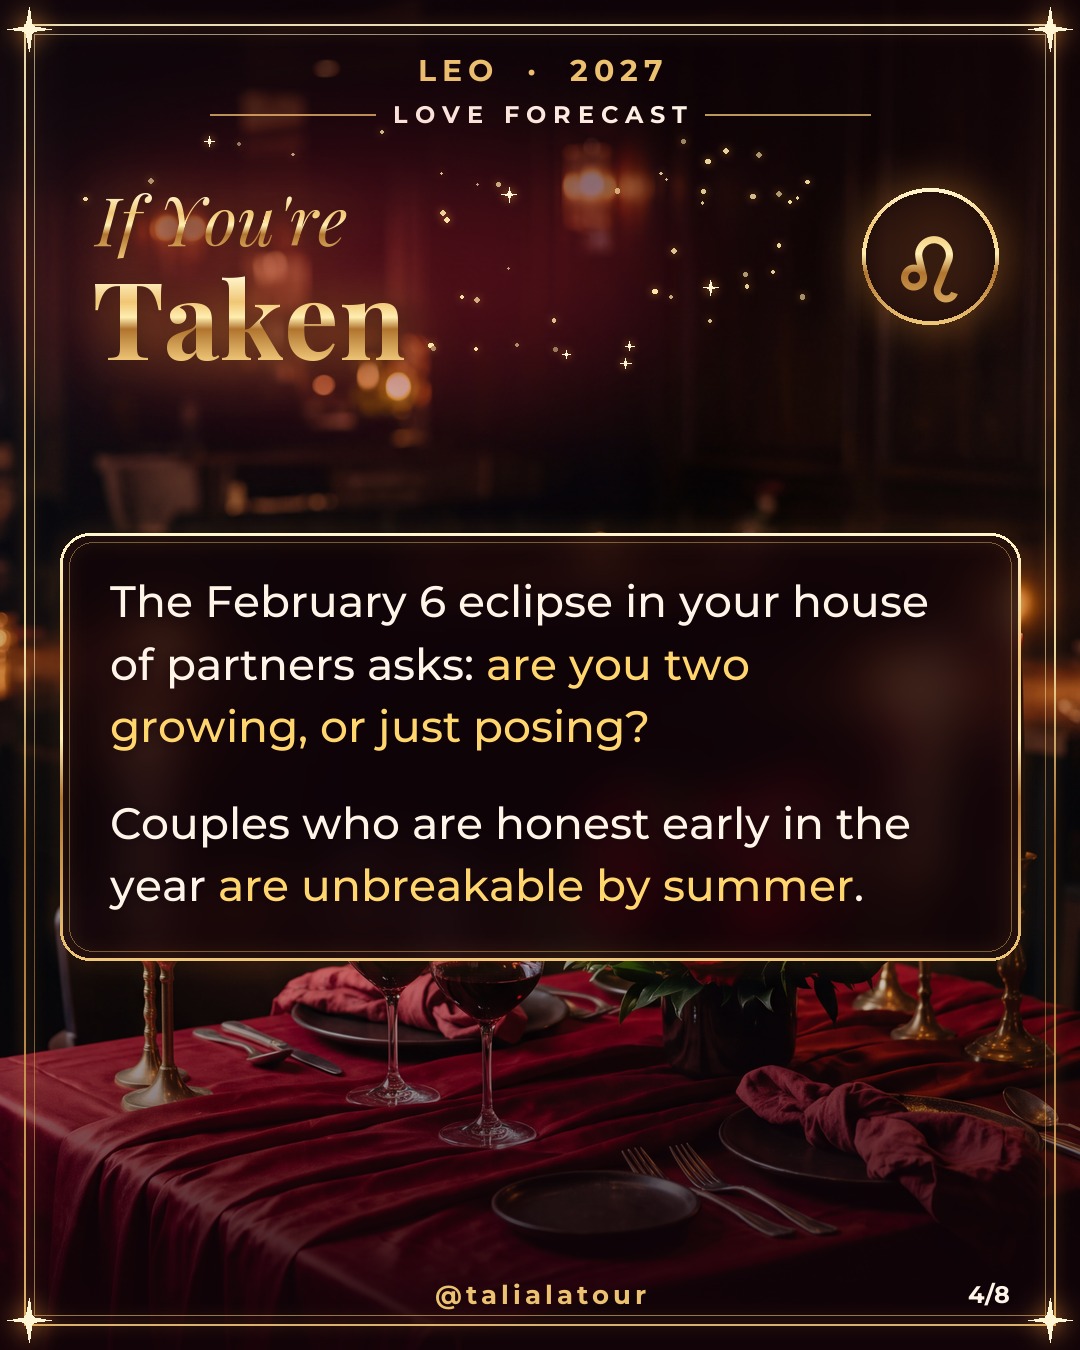 LEO · 2027
LOVE FORECAST
If You're
Taken
The February 6 eclipse in your house
of partners asks: are you two
growing, or just posing?
Couples who are honest early in the
year are unbreakable by summer.
@talialatour
4/8